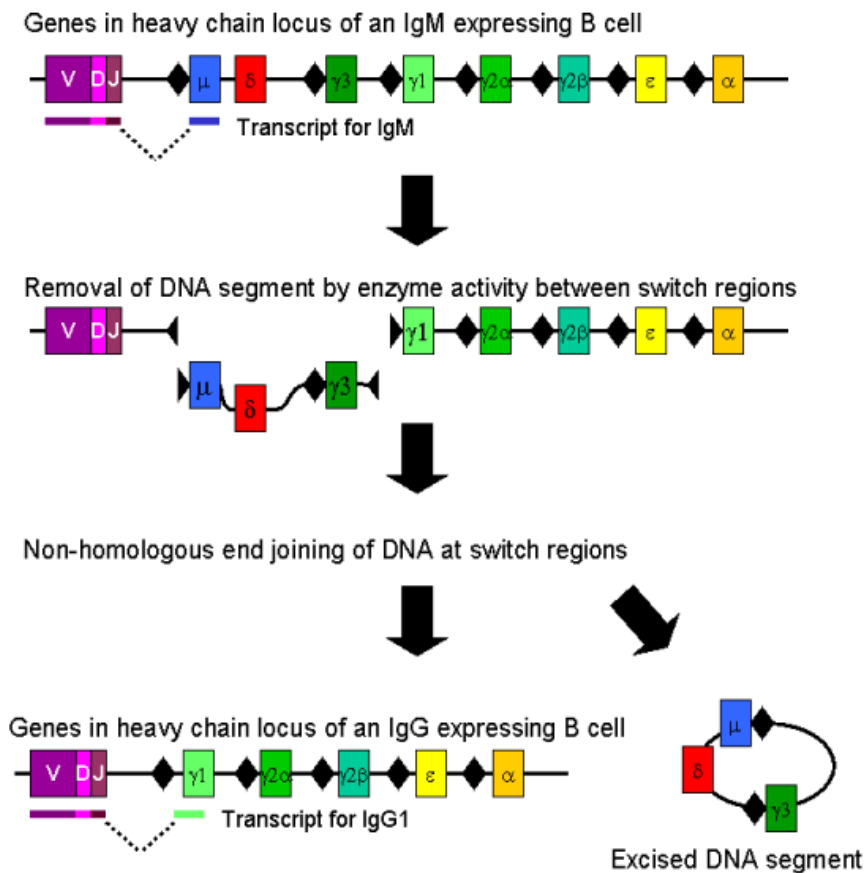 Genes in heavy chain locus of an IgM expressing B cell
V D J μ δ γ3 γ1 γ2α γ2β ε α
Transcript for IgM
Removal of DNA segment by enzyme activity between switch regions
V D J γ1 γ2α γ2β ε α
μ δ γ3
Non-homologous end joining of DNA at switch regions
Genes in heavy chain locus of an IgG expressing B cell
V D J γ1 γ2α γ2β ε α
Transcript for IgG1
μ
δ
γ3
Excised DNA segment